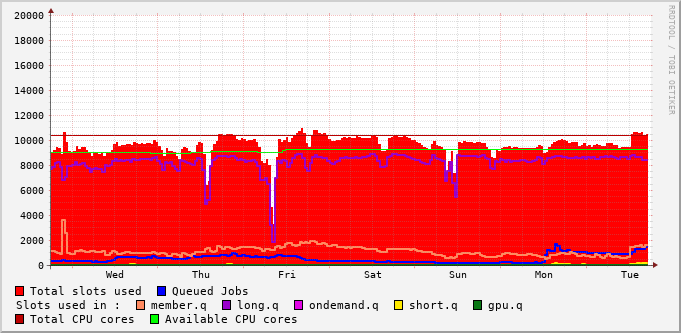 20000
18000
16000
14000
12000
10000
8000
6000
4000
2000
0
Wed Thu Fri Sat Sun Mon Tue
Total slots used Queued Jobs
Slots used in : member.q long.q ondemand.q short.q gpu.q
Total CPU cores Available CPU cores
RRDTOOL / TOBI OETIKER